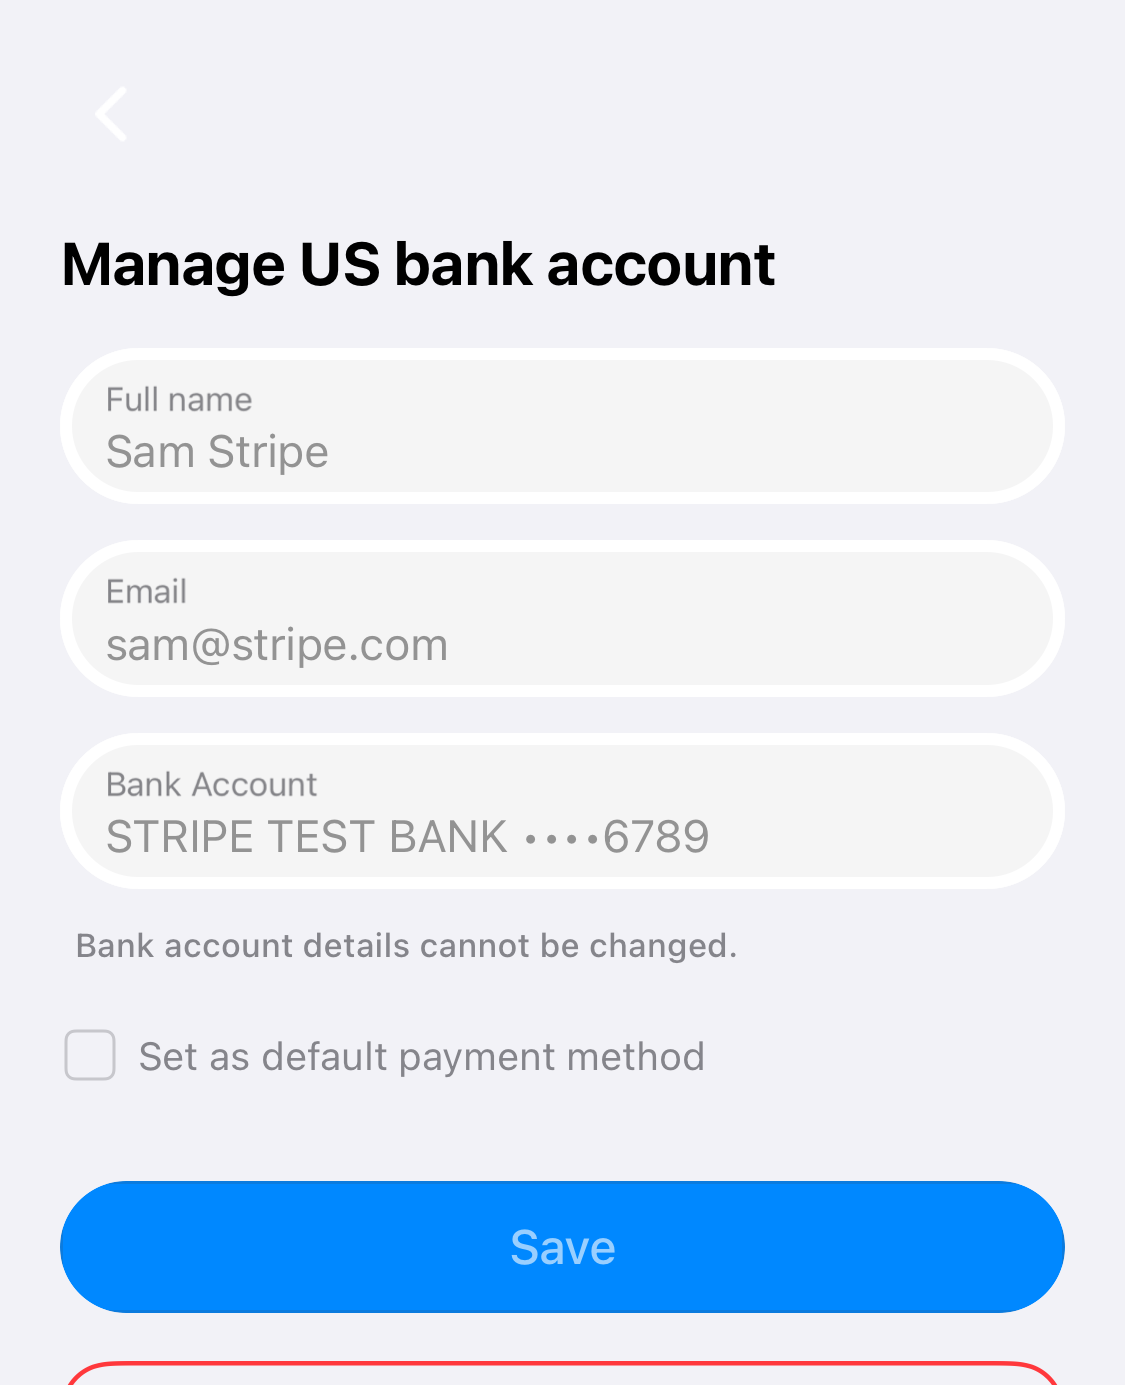 Manage US bank account
Full name
Sam Stripe
Email
sam@stripe.com
Bank Account
STRIPE TEST BANK ••••6789
Bank account details cannot be changed.
Set as default payment method
Save